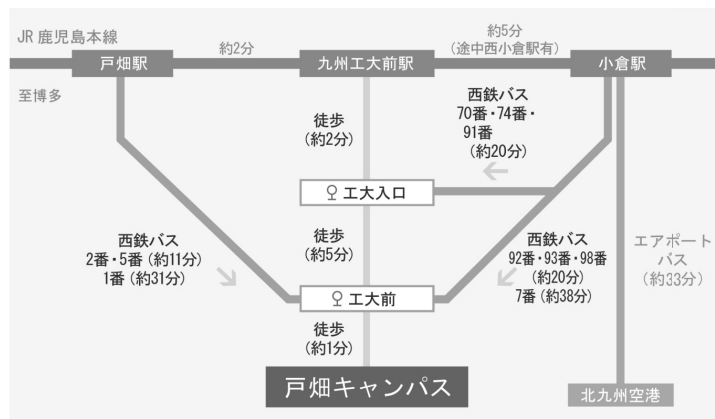 JR 鹿児島本線
約2分
約5分
(途中西小倉駅有)
戸畑駅
九州工大前駅
小倉駅
至博多
徒歩
(約2分)
西鉄バス
70番・74番・
91番
(約20分)
工大入口
西鉄バス
2番・5番 (約11分)
1番 (約31分)
徒歩
(約5分)
西鉄バス
92番・93番・98番
(約20分)
7番 (約38分)
エアポート
バス
(約33分)
工大前
徒歩
(約1分)
戸畑キャンパス
北九州空港